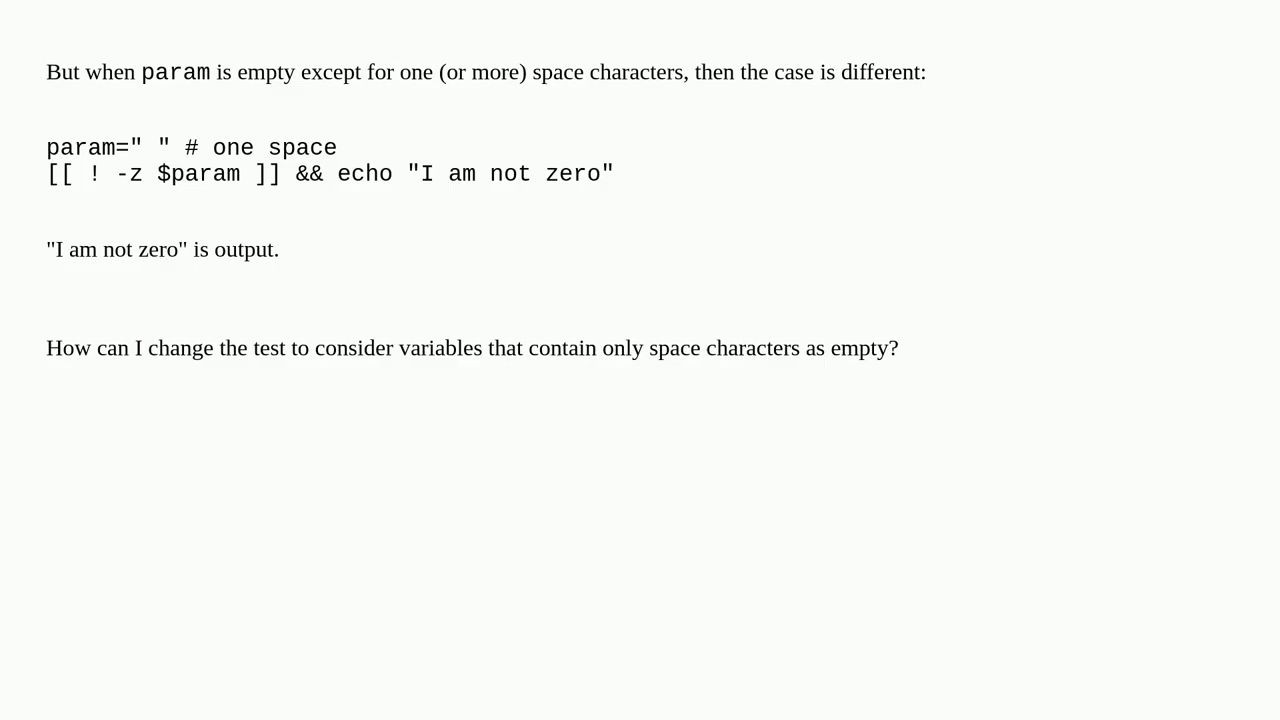 But when param is empty except for one (or more) space characters, then the case is different:
param=" " # one space
[[ ! -z $param ]] && echo "I am not zero"
"I am not zero" is output.
How can I change the test to consider variables that contain only space characters as empty?